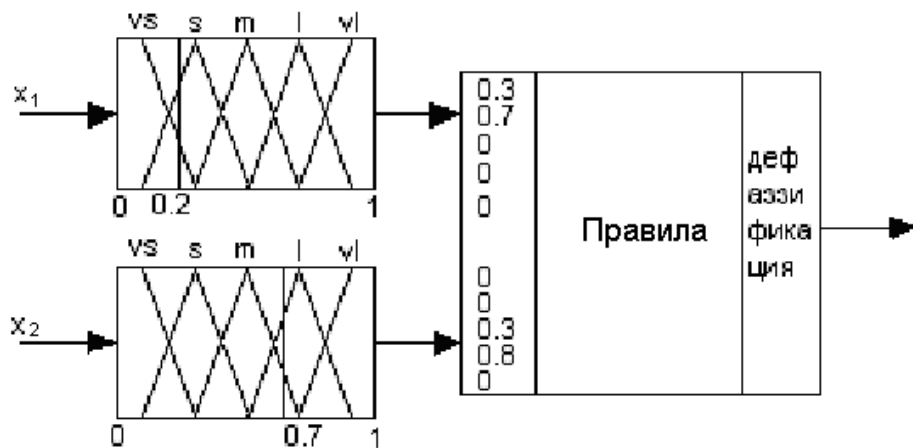 vs s m l vl
x1
0 0.2 1
vs s m l vl
x2
0 0.7 1
0.3
0.7
0
0
0
0
0
0.3
0.8
0
Правила
деф
аззи
фика
ция